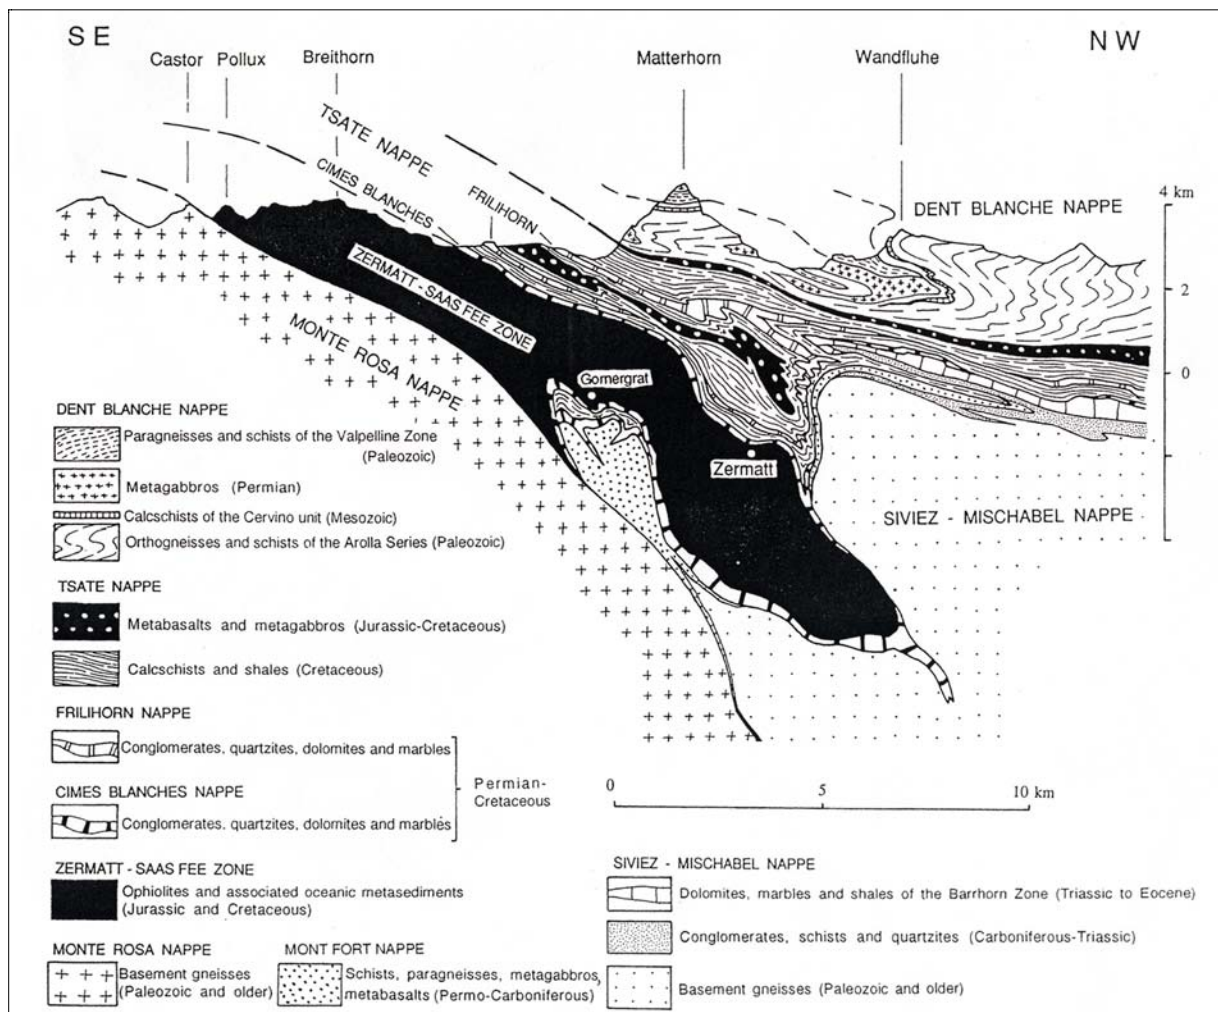 SE
NW
Castor
Pollux
Breithorn
Matterhorn
Wandfluhe
TSATE NAPPE
CIMES BLANCHES
FRILIHORN
4 km
DENT BLANCHE NAPPE
ZERMATT - SAAS FEE ZONE
2
MONTE ROSA NAPPE
0
Gornergrat
Zermatt
SIVIEZ - MISCHABEL NAPPE
DENT BLANCHE NAPPE
Paragneisses and schists of the Valpelline Zone
(Paleozoic)
Metagabbros (Permian)
Calcschists of the Cervino unit (Mesozoic)
Orthogneisses and schists of the Arolla Series (Paleozoic)
TSATE NAPPE
Metabasalts and metagabbros (Jurassic-Cretaceous)
Calcschists and shales (Cretaceous)
FRILIHORN NAPPE
Conglomerates, quartzites, dolomites and marbles
CIMES BLANCHES NAPPE
Conglomerates, quartzites, dolomites and marbles
Permian-
Cretaceous
0
5
10 km
ZERMATT - SAAS FEE ZONE
Ophiolites and associated oceanic metasediments
(Jurassic and Cretaceous)
MONTE ROSA NAPPE
Basement gneisses
(Paleozoic and older)
MONT FORT NAPPE
Schists, paragneisses, metagabbros,
metabasalts (Permo-Carboniferous)
SIVIEZ - MISCHABEL NAPPE
Dolomites, marbles and shales of the Barrhorn Zone (Triassic to Eocene)
Conglomerates, schists and quartzites (Carboniferous-Triassic)
Basement gneisses (Paleozoic and older)